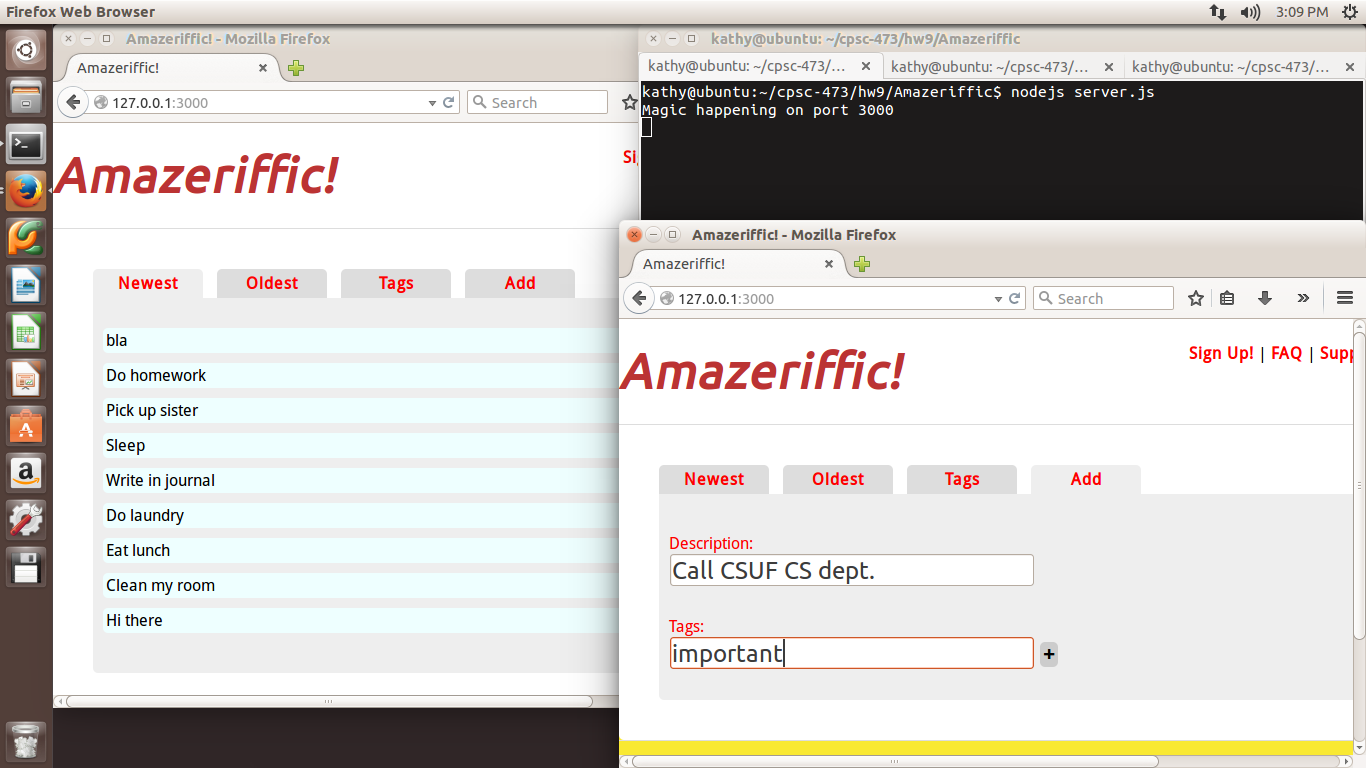 Firefox Web Browser
3:09 PM
Amazeriffic! - Mozilla Firefox
Amazeriffic!
127.0.0.1:3000
Search
Amazeriffic!
Newest
Oldest
Tags
Add
bla
Do homework
Pick up sister
Sleep
Write in journal
Do laundry
Eat lunch
Clean my room
Hi there
kathy@ubuntu: ~/cpsc-473/hw9/Amazeriffic
kathy@ubuntu: ~/cpsc-473/...
kathy@ubuntu: ~/cpsc-473/...
kathy@ubuntu: ~/cpsc-473/...
kathy@ubuntu:~/cpsc-473/hw9/Amazeriffic$ nodejs server.js
Magic happening on port 3000
Amazeriffic! - Mozilla Firefox
Amazeriffic!
127.0.0.1:3000
Search
Amazeriffic!
Sign Up! | FAQ | Supp
Newest
Oldest
Tags
Add
Description:
Call CSUF CS dept.
Tags:
important
+